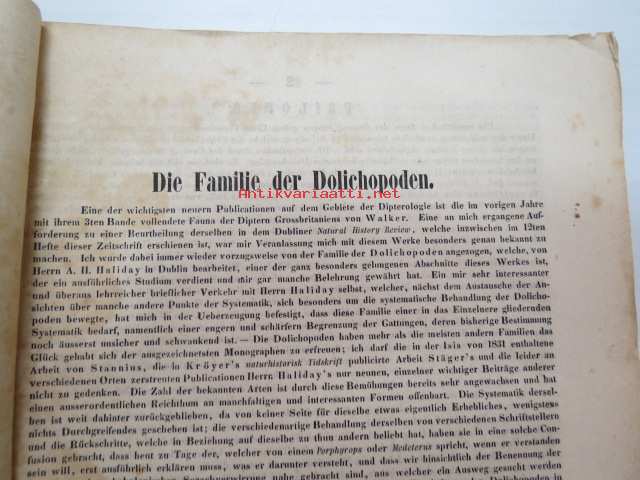 Die Familie der Dolichopoden.
Antikvariaatti.net
Eine der wichtigsten neuern Publicationen auf dem Gebiete der Dipterologie ist die im vorigen Jahre
mit ihrem 3ten Bande vollendete Fauna der Diptern Grossbritaniens von Walker. Eine an mich ergangene Auf-
forderung zu einer Beurtheilung derselben in dem Dubliner Natural History Review, welche inzwischen im 12ten
Hefte dieser Zeitschrift erschienen ist, war mir Veranlassung mich mit diesem Werke besonders genau bekannt zu
machen. Ich wurde dabei immer wieder vorzugsweise von der Familie der Dolichopoden angezogen, welche, von
Herrn A. H. Haliday in Dublin bearbeitet, einer der ganz besonders gelungenen Abschnitte dieses Werkes ist,
der ein ausführliches Studium verdient und mir gar manche Belehrung gewährt hat. Ein mir sehr interessanter
und überaus lehrreicher brieflicher Verkehr mit Herrn Haliday selbst, welcher, nächst dem Austausche der An-
sichten über manche andere Punkte der Systematik, sich besonders um die systematische Behandlung der Dolicho-
poden bewegte, hat mich in der Ueberzeugung befestigt, dass diese Familie einer in das Einzelnere gliefernden
Systematik bedarf, namentlich einer engern und schärfern Begrenzung der Gattungen, deren bisherige Bestimmung
noch äusserst unsicher und schwankend ist. — Die Dolichopoden haben mehr als die meisten andern Familien das
Glück gehabt sich der ausgezeichnetsten Monographen zu erfreuen; ich darf die in der Isis von 1831 enthaltene
Arbeit von Stannius, die in Kröyer's naturhistorisk Tidskrift publicirte Arbeit Stäger's und die leider an
verschiedenen Orten zerstreuten Publicationen Herrn Haliday's nur nennen, einzelner wichtiger Beiträge anderer
nicht zu gedenken. Die Zahl der bekannten Arten ist durch diese Bemühungen bereits sehr angewachsen und hat
einen ausserordentlichen Reichthum an manchfaltigen und interessanten Formen offenbart. Die Systematik dersel-
ben ist weit dahinter zurückgeblieben, da von keiner Seite für dieselbe etwas eigentlich Erhebliches, wenigstens
nichts Durchgreifendes geschehen ist; die verschiedenartige Behandlung derselben von verschiedenen Schriftstellern
und die Rückschritte, welche in Beziehung auf dieselbe zu thun andern beliebt hat, haben sie in eine solche Con-
fusion gebracht, dass heut zu Tage der, welcher von einem Porphyrops oder Medeterus spricht, wenn er verstanden
sein will, erst ausführlich erklären muss, was er darunter versteht, und dass wir hinsichtlich der Benennung der
Sprachverwirrung nahe gebracht sind, aus welcher ein Ausweg gesucht werden